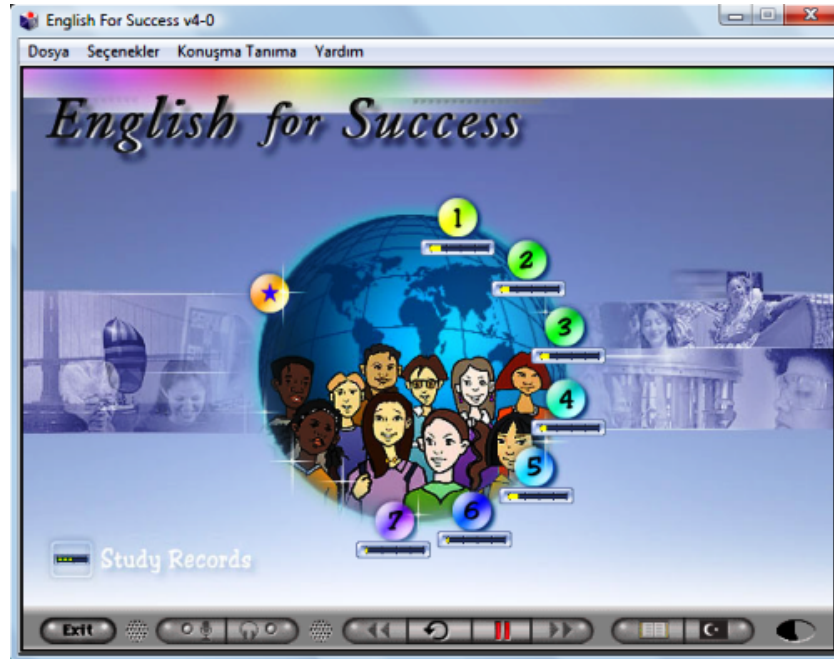 English For Success v4-0
Dosya Seçenekler Konuşma Tanıma Yardım
English for Success
1
2
3
4
5
6
7
Study Records
Exit